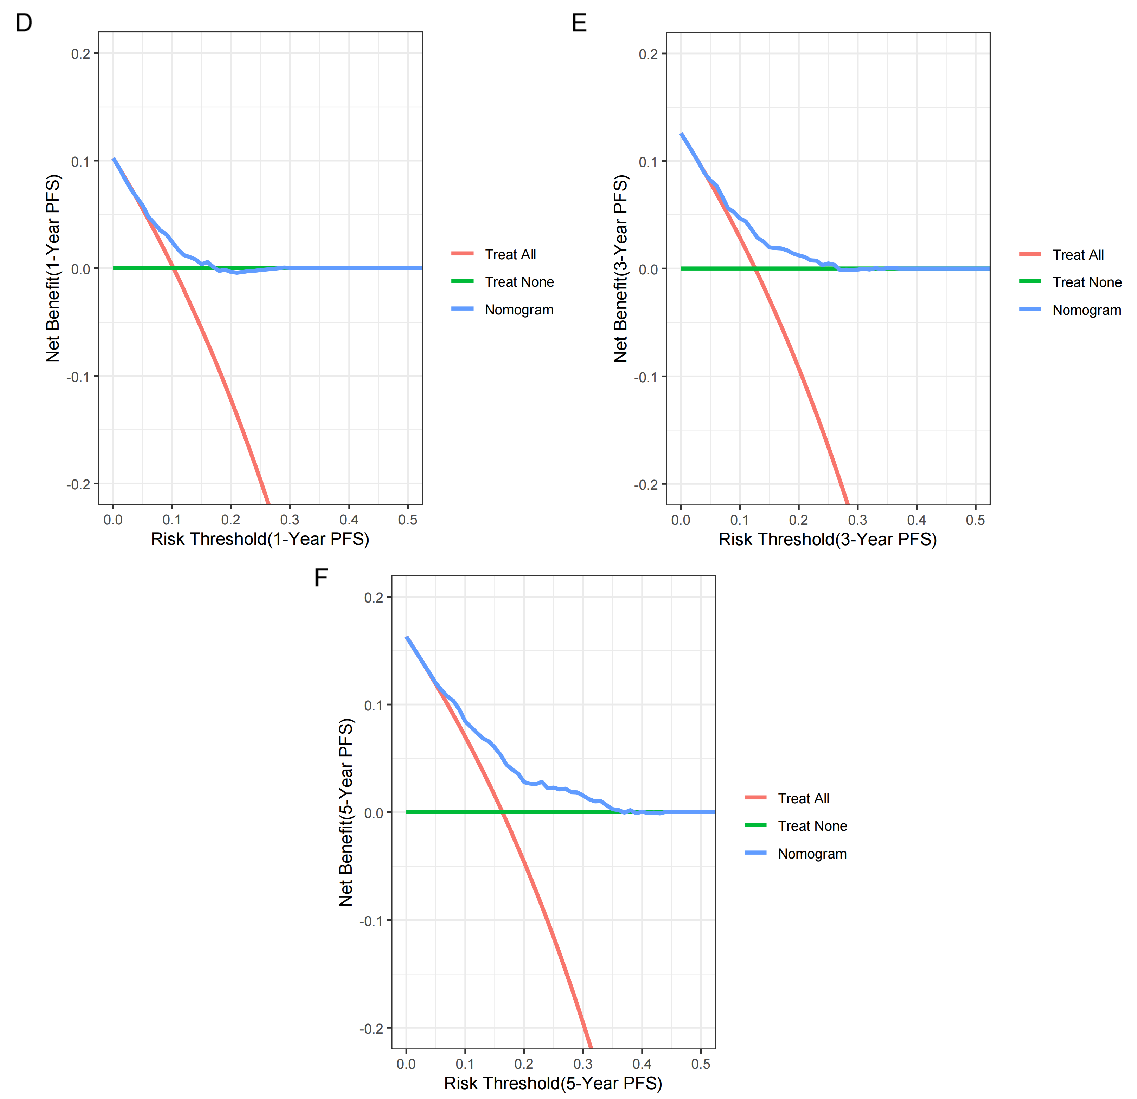 D
0.2
0.1
0.0
-0.1
-0.2
Net Benefit(1-Year PFS)
0.0 0.1 0.2 0.3 0.4 0.5
Risk Threshold(1-Year PFS)
Treat All
Treat None
Nomogram
E
0.2
0.1
0.0
-0.1
-0.2
Net Benefit(3-Year PFS)
0.0 0.1 0.2 0.3 0.4 0.5
Risk Threshold(3-Year PFS)
Treat All
Treat None
Nomogram
F
0.2
0.1
0.0
-0.1
-0.2
Net Benefit(5-Year PFS)
0.0 0.1 0.2 0.3 0.4 0.5
Risk Threshold(5-Year PFS)
Treat All
Treat None
Nomogram